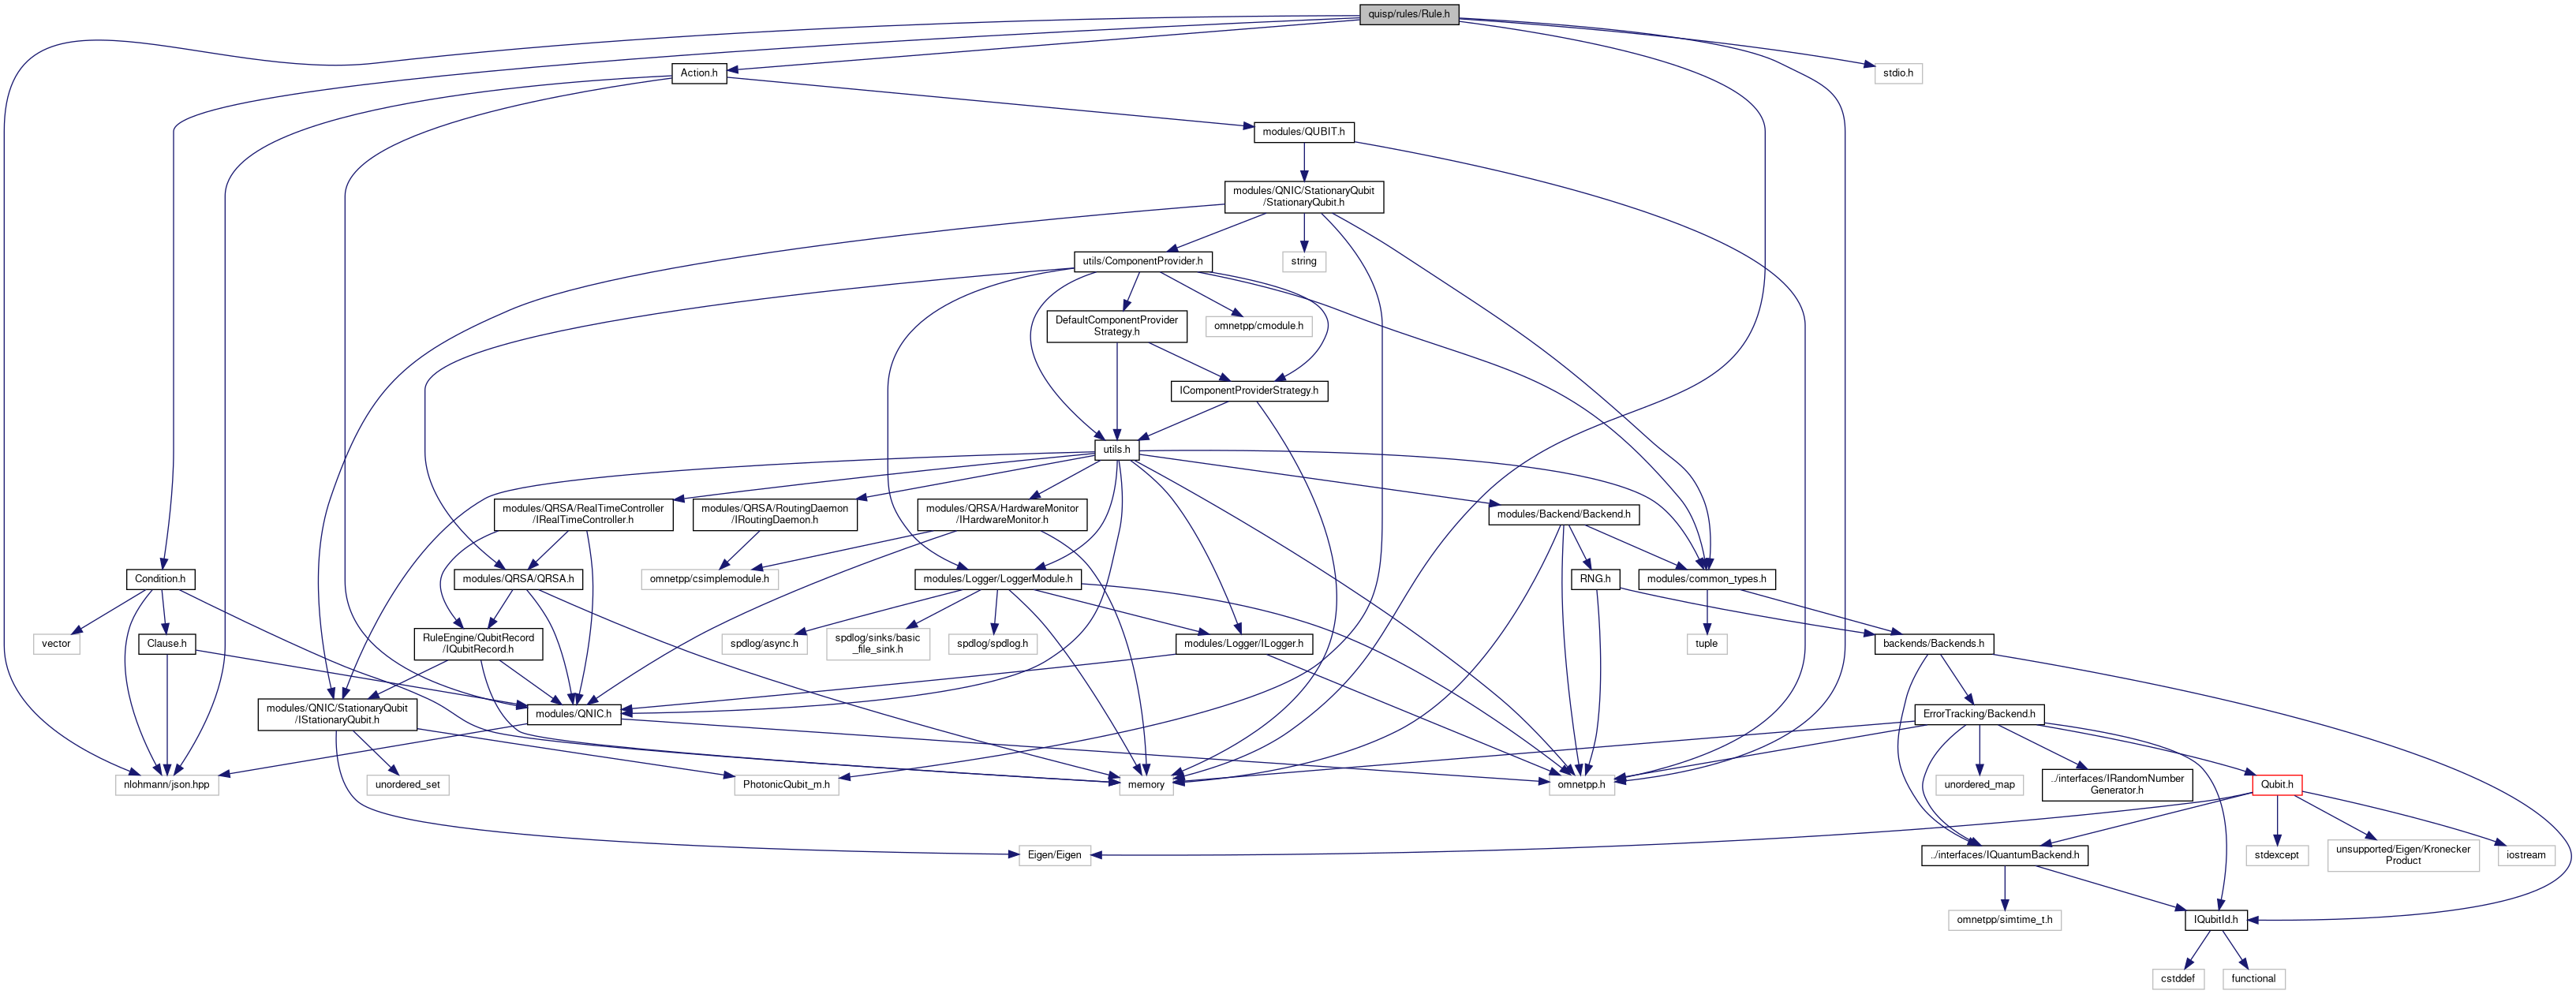 quisp/rules/Rule.h
Action.h
stdio.h
modules/QUBIT.h
modules/QNIC/StationaryQubit
/StationaryQubit.h
utils/ComponentProvider.h
string
DefaultComponentProvider
Strategy.h
omnetpp/cmodule.h
IComponentProviderStrategy.h
utils.h
modules/QRSA/RealTimeController
/IRealTimeController.h
modules/QRSA/RoutingDaemon
/IRoutingDaemon.h
modules/QRSA/HardwareMonitor
/IHardwareMonitor.h
modules/Backend/Backend.h
Condition.h
modules/QRSA/QRSA.h
omnetpp/csimplemodule.h
modules/Logger/LoggerModule.h
RNG.h
modules/common_types.h
vector
Clause.h
RuleEngine/QubitRecord
/IQubitRecord.h
spdlog/async.h
spdlog/sinks/basic
_file_sink.h
spdlog/spdlog.h
modules/Logger/ILogger.h
tuple
backends/Backends.h
modules/QNIC/StationaryQubit
/IStationaryQubit.h
modules/QNIC.h
ErrorTracking/Backend.h
nlohmann/json.hpp
unordered_set
PhotonicQubit_m.h
memory
omnetpp.h
unordered_map
../interfaces/IRandomNumber
Generator.h
Qubit.h
Eigen/Eigen
../interfaces/IQuantumBackend.h
stdexcept
unsupported/Eigen/Kronecker
Product
iostream
omnetpp/simtime_t.h
IQubitId.h
cstddef
functional